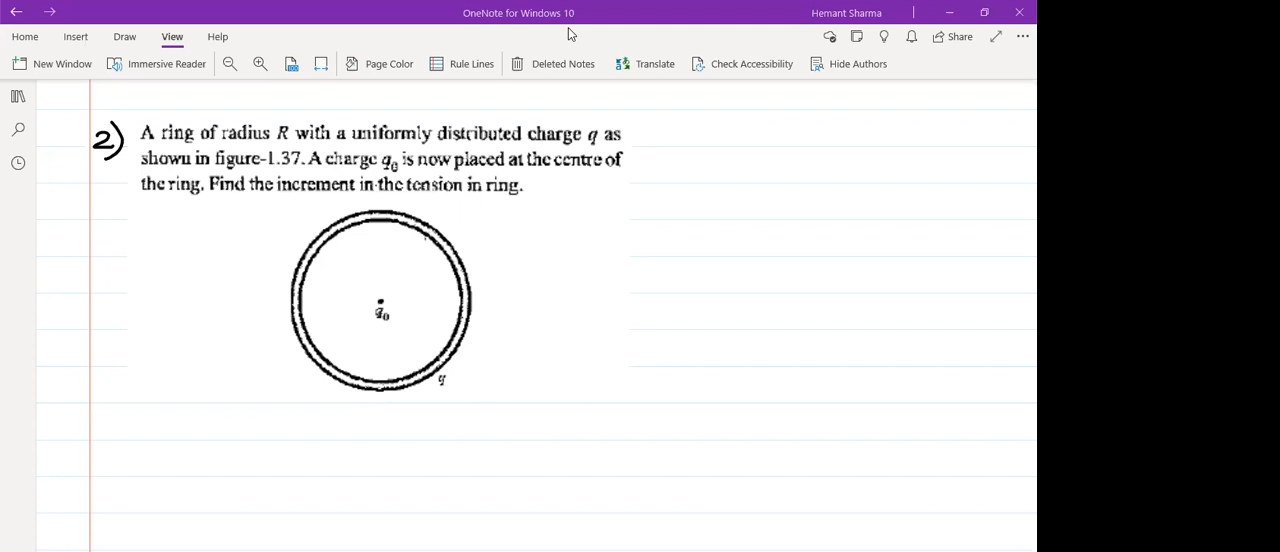 OneNote for Windows 10
Hemant Sharma
Home Insert Draw View Help
Share
New Window Immersive Reader Page Color Rule Lines Deleted Notes Translate Check Accessibility Hide Authors
2) A ring of radius R with a uniformly distributed charge q as
shown in figure-1.37. A charge q₀ is now placed at the centre of
the ring. Find the increment in the tension in ring.
q₀
q